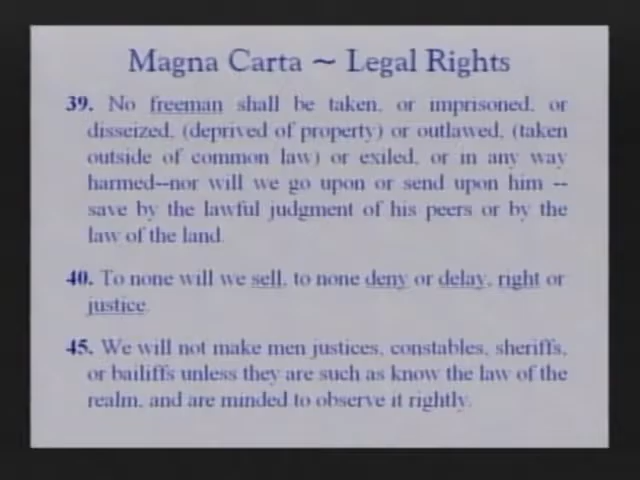 Magna Carta ~ Legal Rights
39. No freeman shall be taken, or imprisoned, or
disseized, (deprived of property) or outlawed, (taken
outside of common law) or exiled, or in any way
harmed--nor will we go upon or send upon him --
save by the lawful judgment of his peers or by the
law of the land.
40. To none will we sell, to none deny or delay, right or
justice.
45. We will not make men justices, constables, sheriffs,
or bailiffs unless they are such as know the law of the
realm, and are minded to observe it rightly.